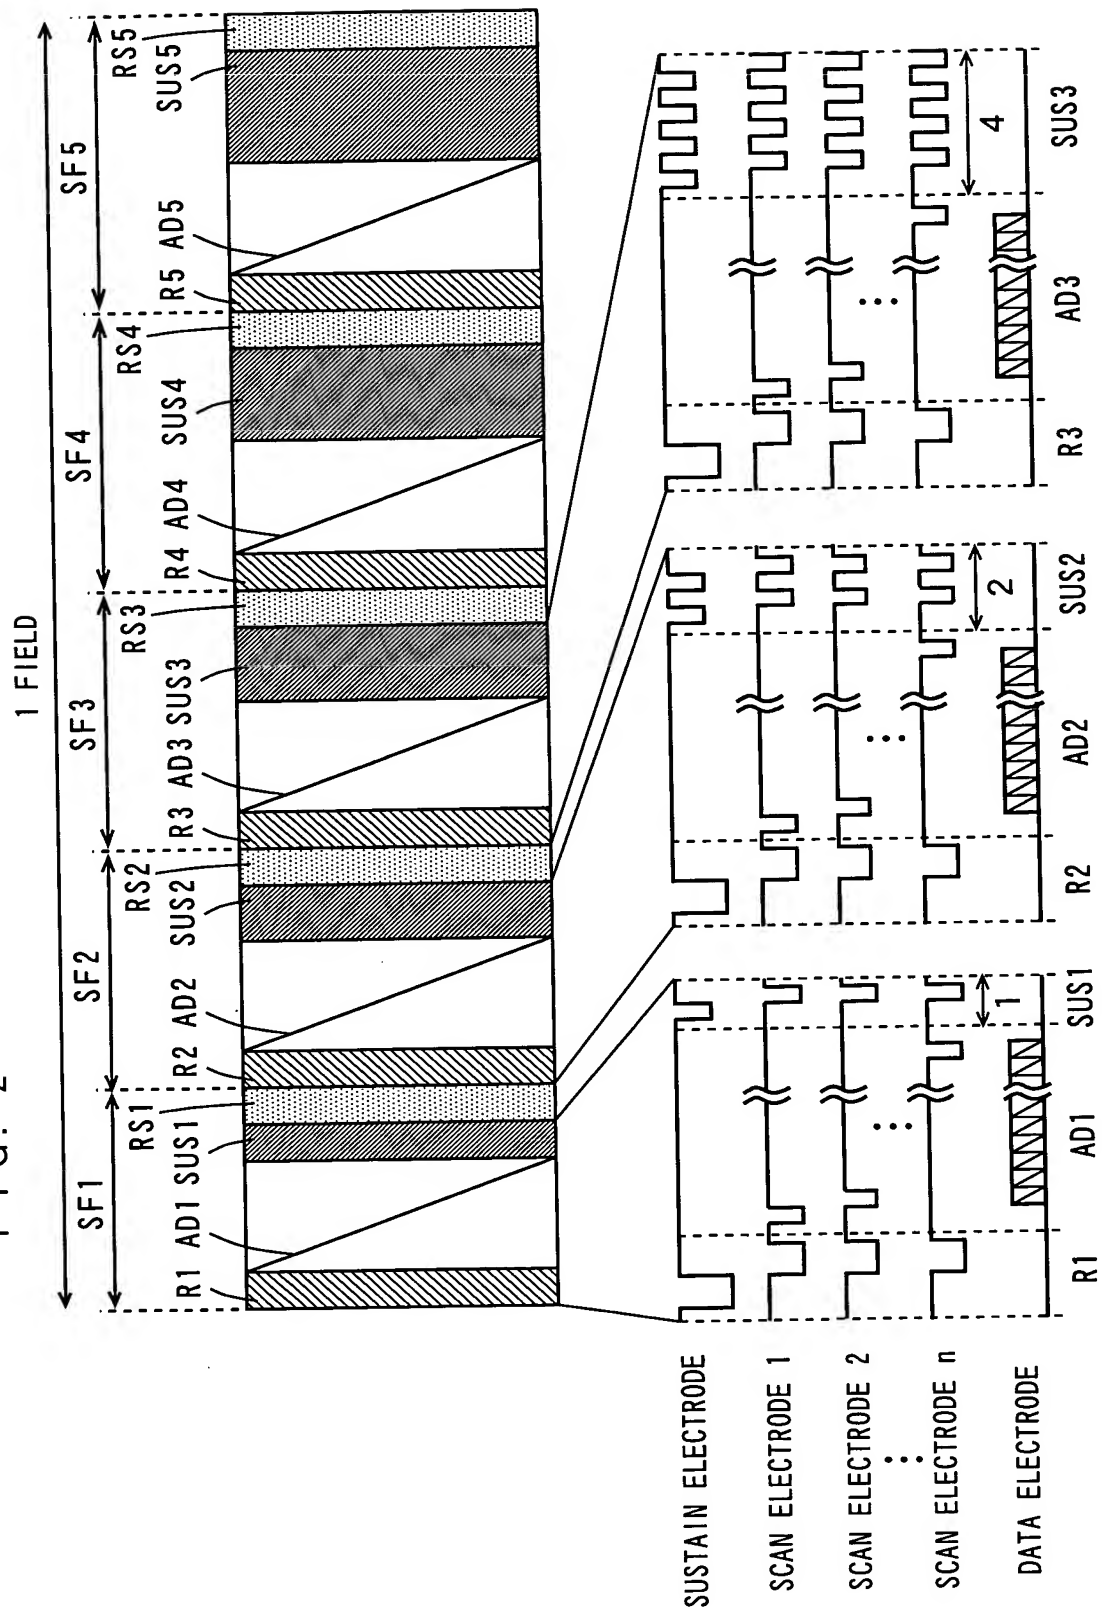 FIG. 2
1 FIELD
SF1 SF2 SF3 SF4 SF5
RS1 RS2 RS3 RS4 RS5
R1 AD1 SUS1 R2 AD2 SUS2 R3 AD3 SUS3 R4 AD4 SUS4 R5 AD5 SUS5
SUSTAIN ELECTRODE
SCAN ELECTRODE 1
SCAN ELECTRODE 2
SCAN ELECTRODE n
1 2 4
DATA ELECTRODE
R1 AD1 SUS1 R2 AD2 SUS2 R3 AD3 SUS3